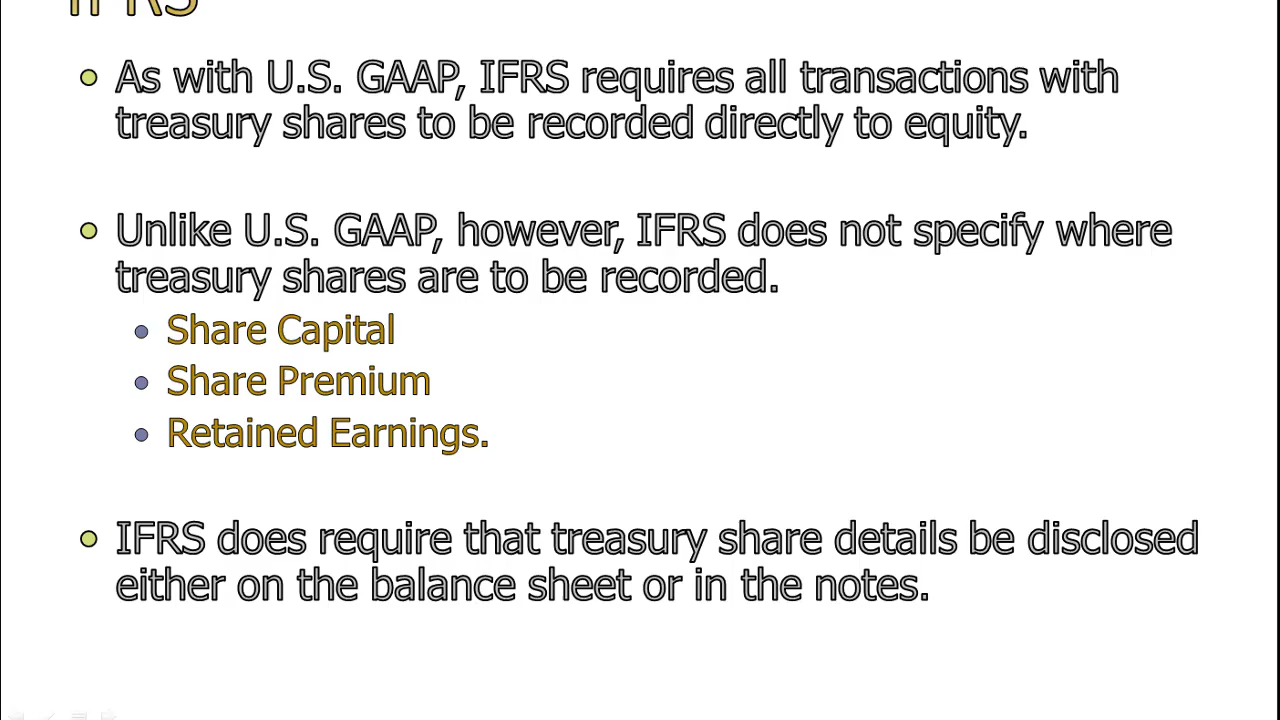 IFRS
As with U.S. GAAP, IFRS requires all transactions with
treasury shares to be recorded directly to equity.
Unlike U.S. GAAP, however, IFRS does not specify where
treasury shares are to be recorded.
Share Capital
Share Premium
Retained Earnings.
IFRS does require that treasury share details be disclosed
either on the balance sheet or in the notes.